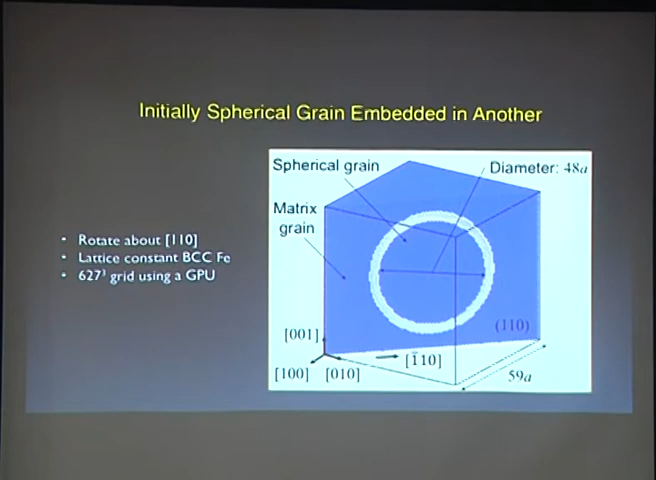 Initially Spherical Grain Embedded in Another
• Rotate about [110]
• Lattice constant BCC Fe
• 627³ grid using a GPU
Spherical grain
Diameter: 48a
Matrix
grain
(110)
[001]
[1̄10]
[100] [010]
59a